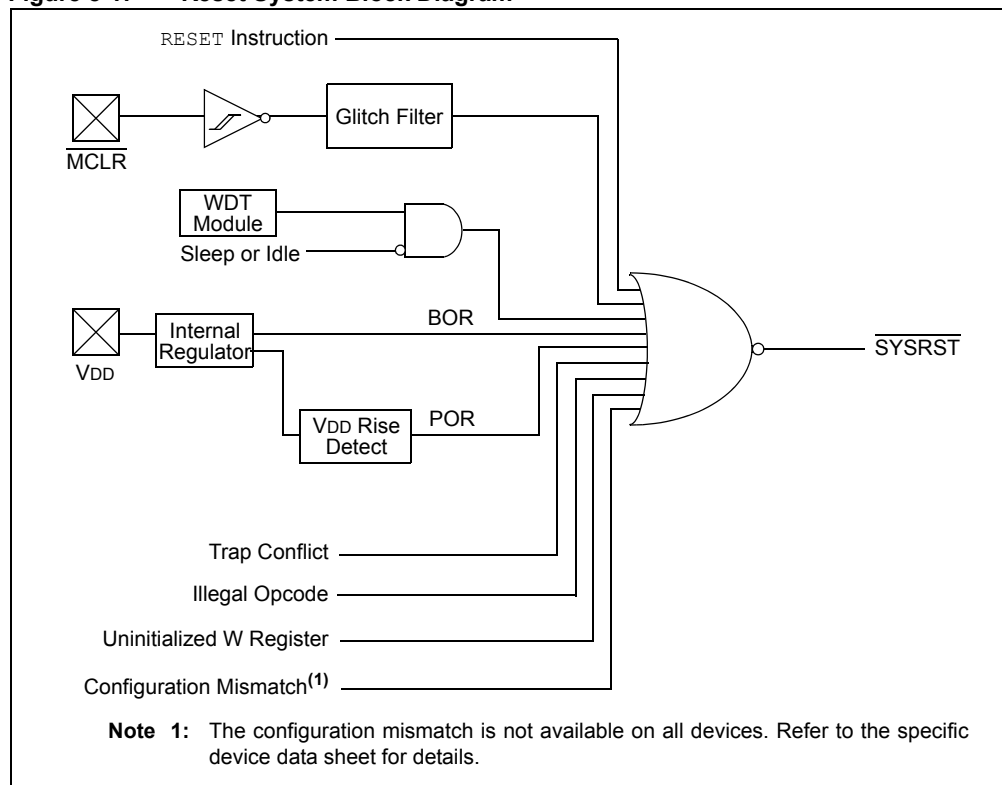 RESET Instruction
Glitch Filter
MCLR
WDT
Module
Sleep or Idle
BOR
Internal
Regulator
SYSRST
VDD
POR
VDD Rise
Detect
Trap Conflict
Illegal Opcode
Uninitialized W Register
Configuration Mismatch(1)
Note 1: The configuration mismatch is not available on all devices. Refer to the specific
device data sheet for details.